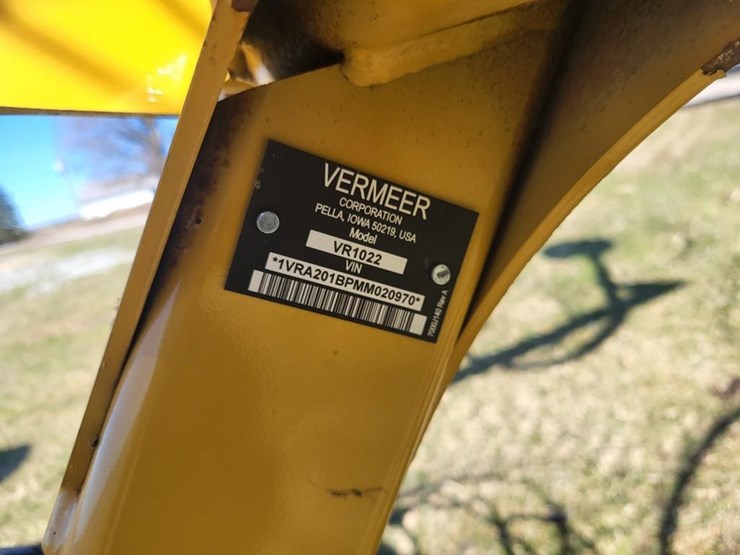 VERMEER
CORPORATION
PELLA, IOWA 50219, USA
Model
VR1022
VIN
*1VRA201BPMM020970*